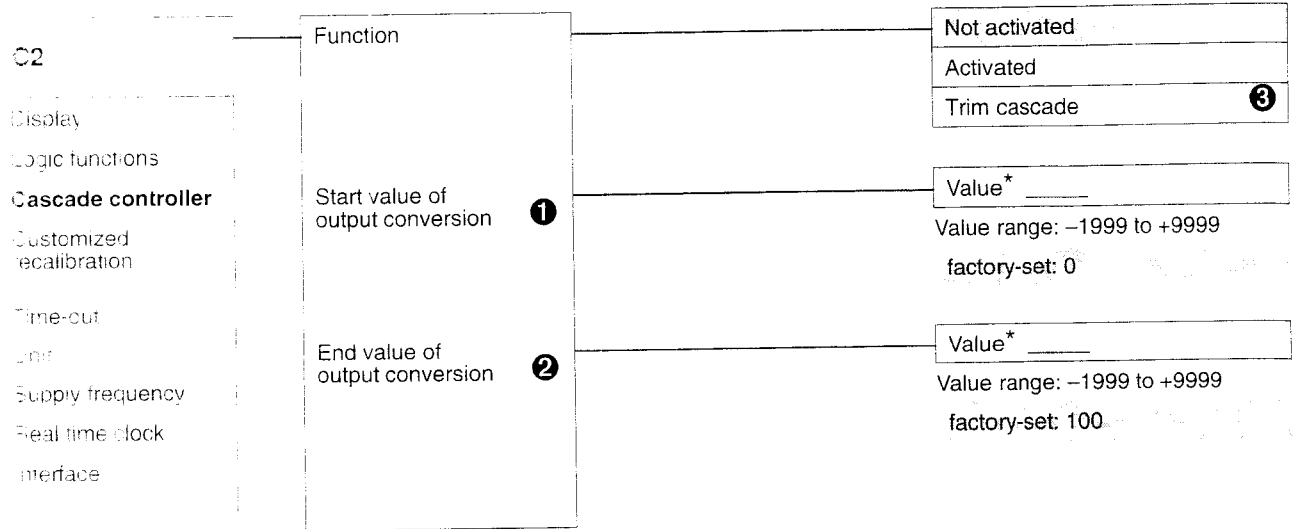 C2
Display
Logic functions
Cascade controller
Customized
recalibration
Time-out
Unit
Supply frequency
Real time clock
Interface
Function
Start value of
output conversion ❶
End value of
output conversion ❷
Not activated
Activated
Trim cascade ❸
Value* _____
Value range: –1999 to +9999
factory-set: 0
Value* _____
Value range: –1999 to +9999
factory-set: 100